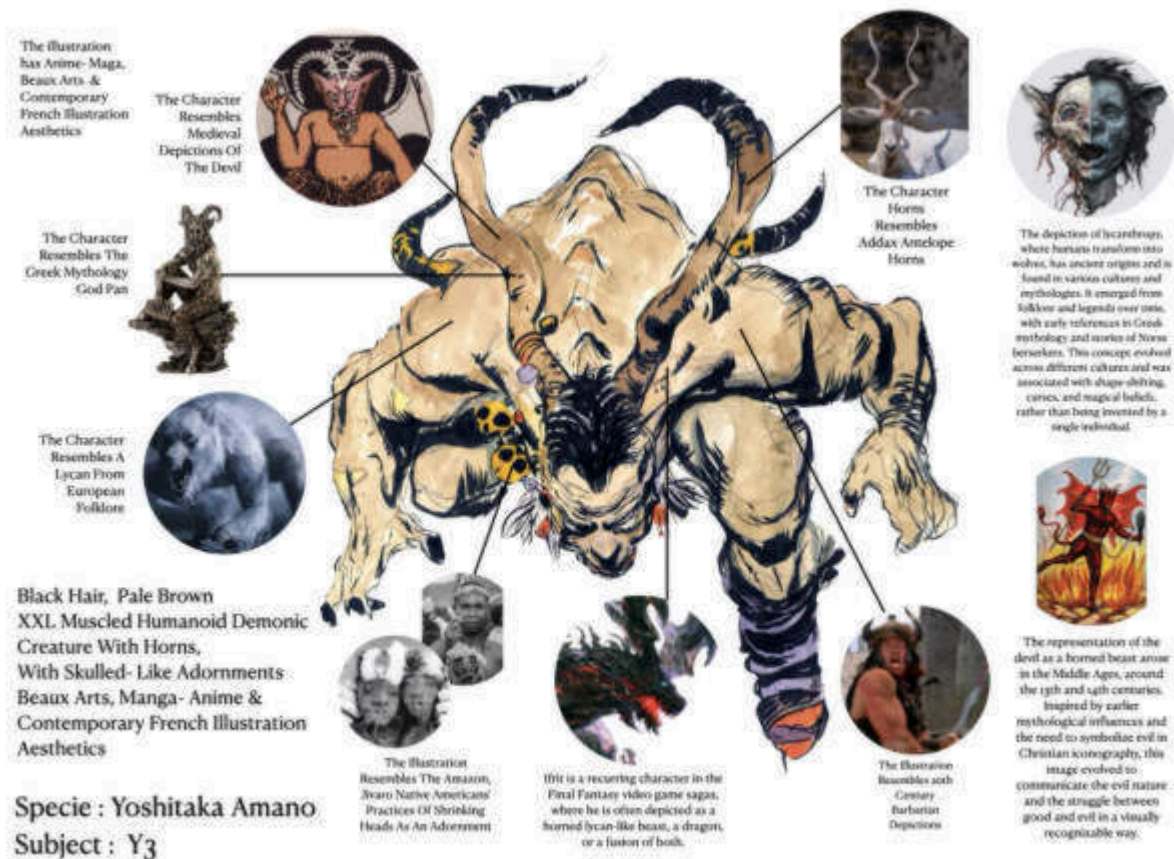 The illustration
has Anime- Maga,
Beaux Arts &
Contemporary
French Illustration
Aesthetics
The Character
Resembles
Medieval
Depictions Of
The Devil
The Character
Resembles The
Greek Mythology
God Pan
The Character
Resembles A
Lycan From
European
Folklore
Black Hair, Pale Brown
XXL Muscled Humanoid Demonic
Creature With Horns,
With Skulled- Like Adornments
Beaux Arts, Manga- Anime &
Contemporary French Illustration
Aesthetics
Specie : Yoshitaka Amano
Subject : Y3
The Illustration
Resembles The Amazon,
Jivaro Native Americans'
Practices Of Shrinking
Heads As An Adornment
Ifrit is a recurring character in the
Final Fantasy video game sagas,
where he is often depicted as a
horned lycan-like beast, a dragon,
or a fusion of both.
The Illustration
Resembles 20th
Century
Barbarian
Depictions
The Character
Horns
Resembles
Addax Antelope
Horns
The depiction of lycanthropy,
where humans transform into
wolves, has ancient origins and is
found in various cultures and
mythologies. It emerged from
folklore and legends over time,
with early references in Greek
mythology and stories of Norse
berserkers. This concept evolved
across different cultures and was
associated with shape-shifting,
curses, and magical beliefs,
rather than being invented by a
single individual.
The representation of the
devil as a horned beast arose
in the Middle Ages, around
the 13th and 14th centuries.
Inspired by earlier
mythological influences and
the need to symbolize evil in
Christian iconography, this
image evolved to
communicate the evil nature
and the struggle between
good and evil in a visually
recognizable way.